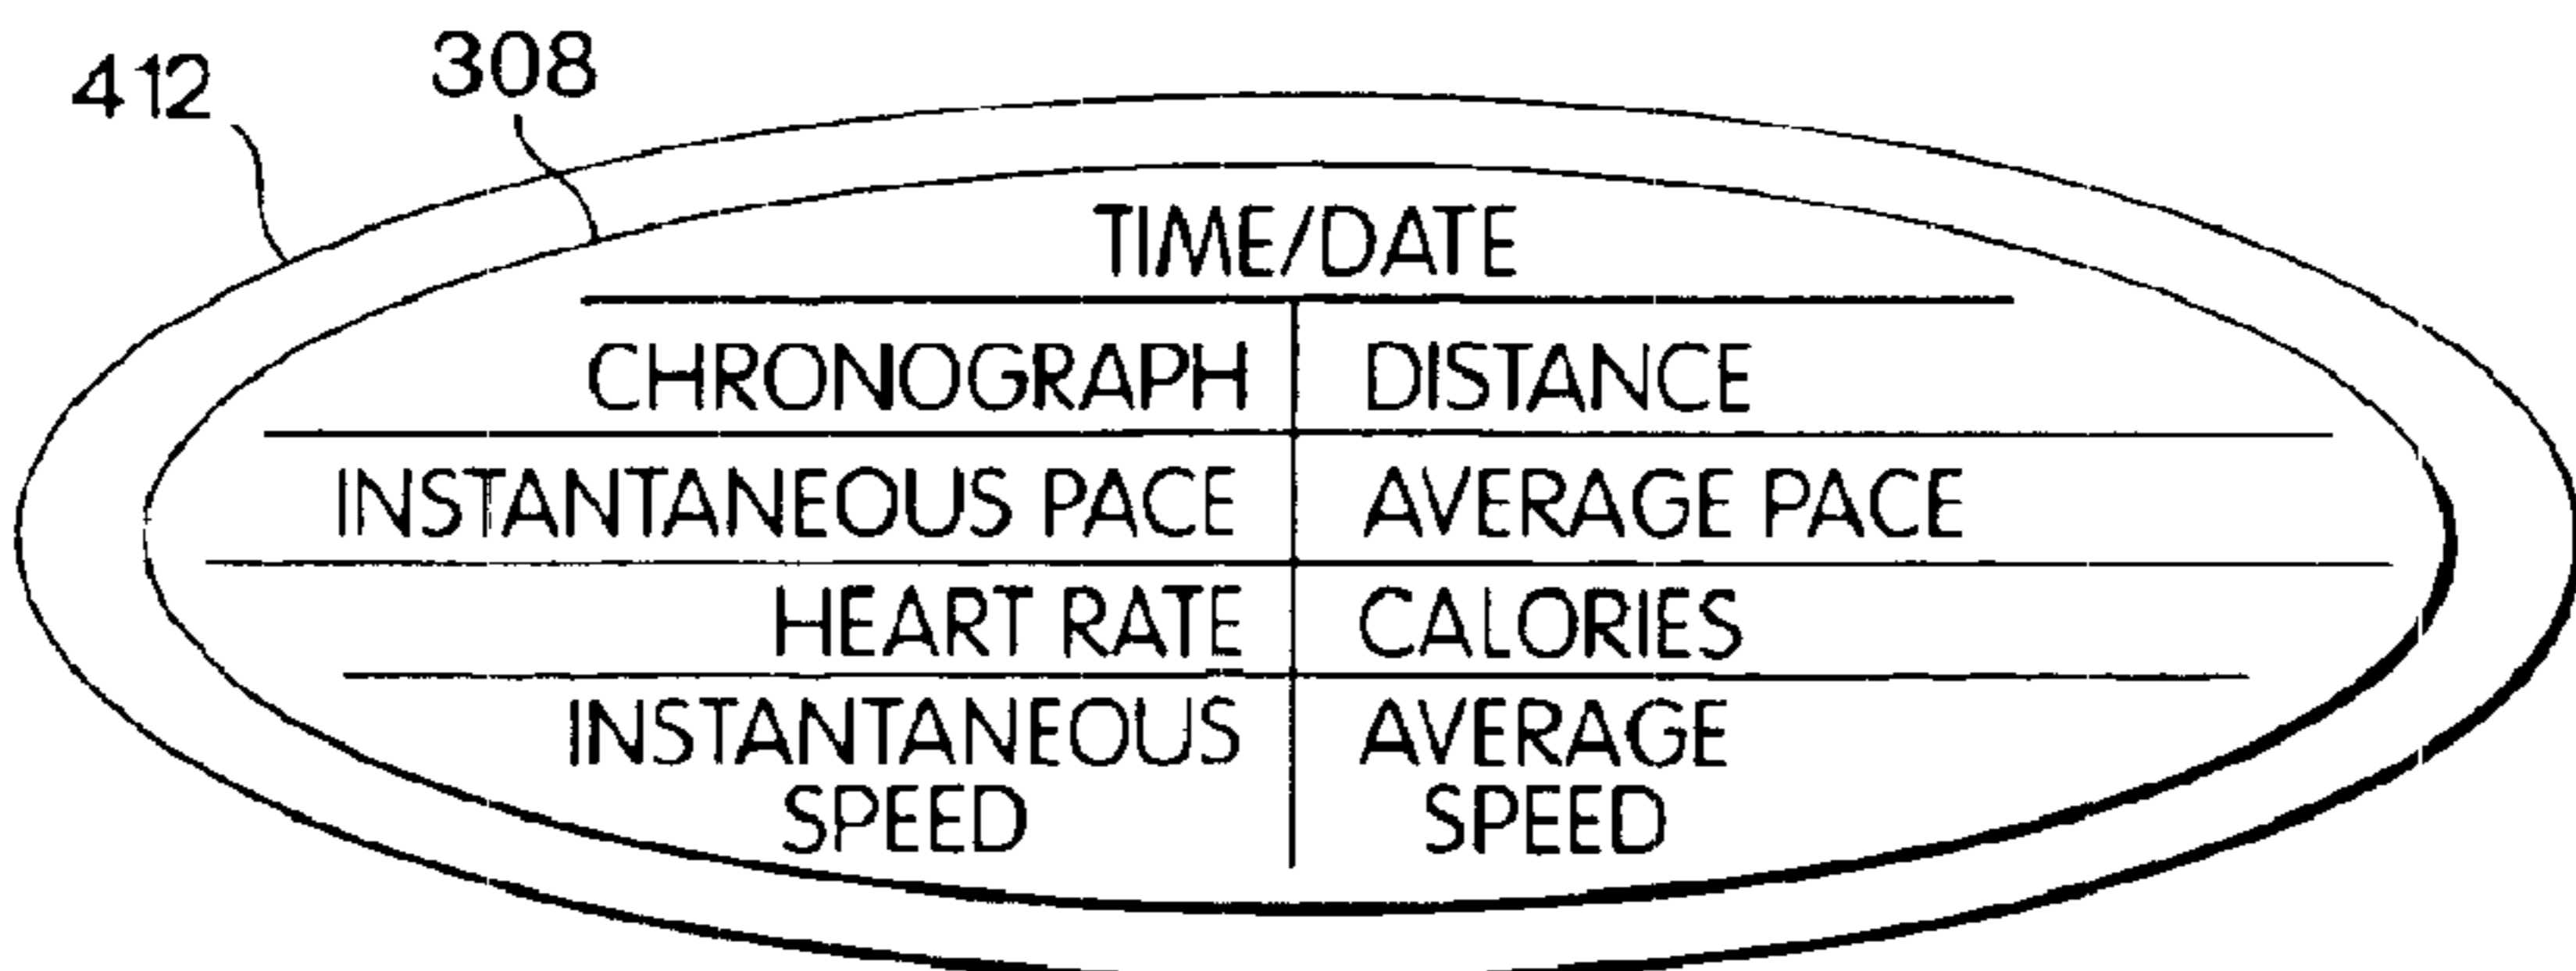 412
308
TIME/DATE
CHRONOGRAPH DISTANCE
INSTANTANEOUS PACE AVERAGE PACE
HEART RATE CALORIES
INSTANTANEOUS AVERAGE
SPEED SPEED